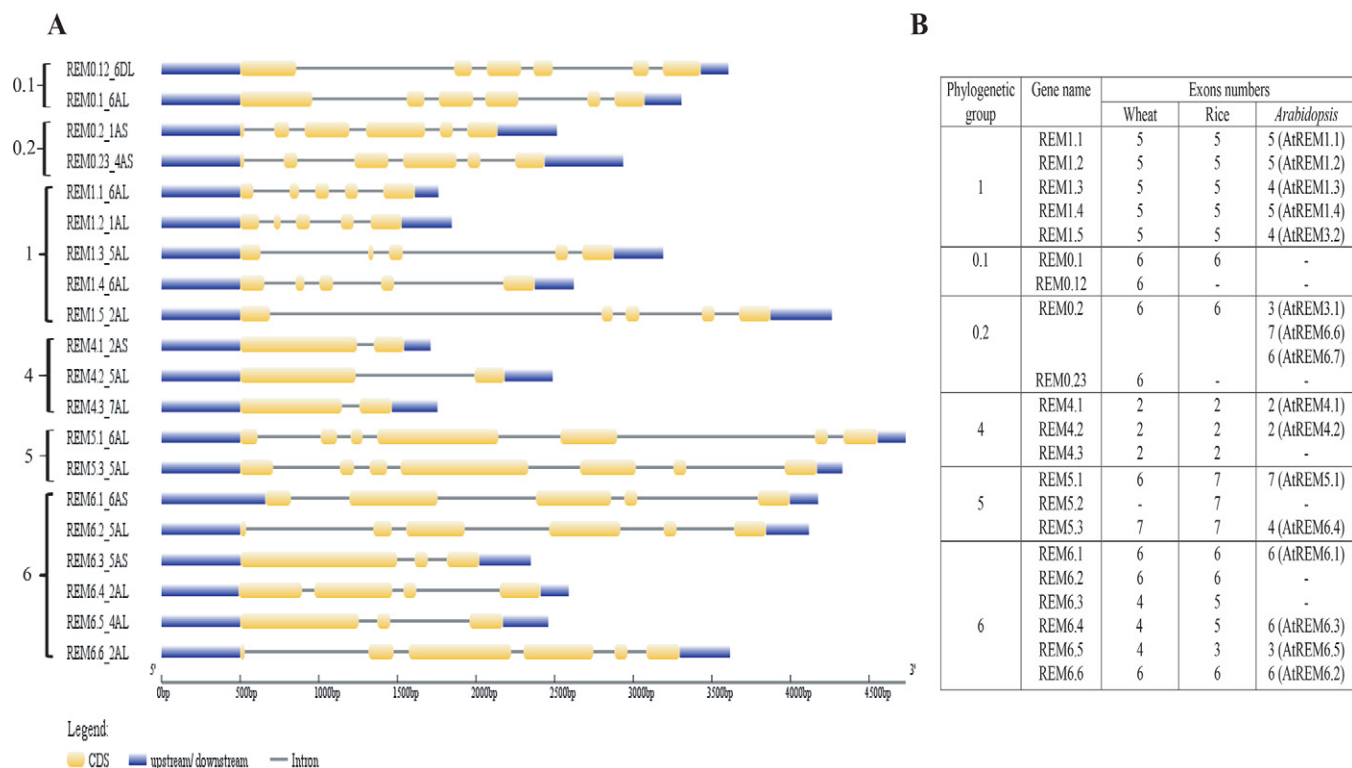 A
B
0.1
REM0.12_6DL
REM0.1_6AL
0.2
REM0.2_1AS
REM0.23_4AS
1
REM1.1_6AL
REM1.2_1AL
REM1.3_5AL
REM1.4_6AL
REM1.5_2AL
4
REM4.1_2AS
REM4.2_5AL
REM4.3_7AL
5
REM5.1_6AL
REM5.3_5AL
6
REM6.1_6AS
REM6.2_5AL
REM6.3_5AS
REM6.4_2AL
REM6.5_4AL
REM6.6_2AL
5' 3'
0bp 500bp 1000bp 1500bp 2000bp 2500bp 3000bp 3500bp 4000bp 4500bp
Legend:
CDS upstream/ downstream Intron
Phylogenetic group Gene name Exons numbers
Wheat Rice Arabidopsis
REM1.1 5 5 5 (AtREM1.1)
REM1.2 5 5 5 (AtREM1.2)
1 REM1.3 5 5 4 (AtREM1.3)
REM1.4 5 5 5 (AtREM1.4)
REM1.5 5 5 4 (AtREM3.2)
0.1 REM0.1 6 6 -
REM0.12 6 - -
REM0.2 6 6 3 (AtREM3.1)
0.2 7 (AtREM6.6)
6 (AtREM6.7)
REM0.23 6 - -
REM4.1 2 2 2 (AtREM4.1)
4 REM4.2 2 2 2 (AtREM4.2)
REM4.3 2 2 -
REM5.1 6 7 7 (AtREM5.1)
5 REM5.2 - 7 -
REM5.3 7 7 4 (AtREM6.4)
REM6.1 6 6 6 (AtREM6.1)
REM6.2 6 6 -
REM6.3 4 5 -
6 REM6.4 4 5 6 (AtREM6.3)
REM6.5 4 3 3 (AtREM6.5)
REM6.6 6 6 6 (AtREM6.2)